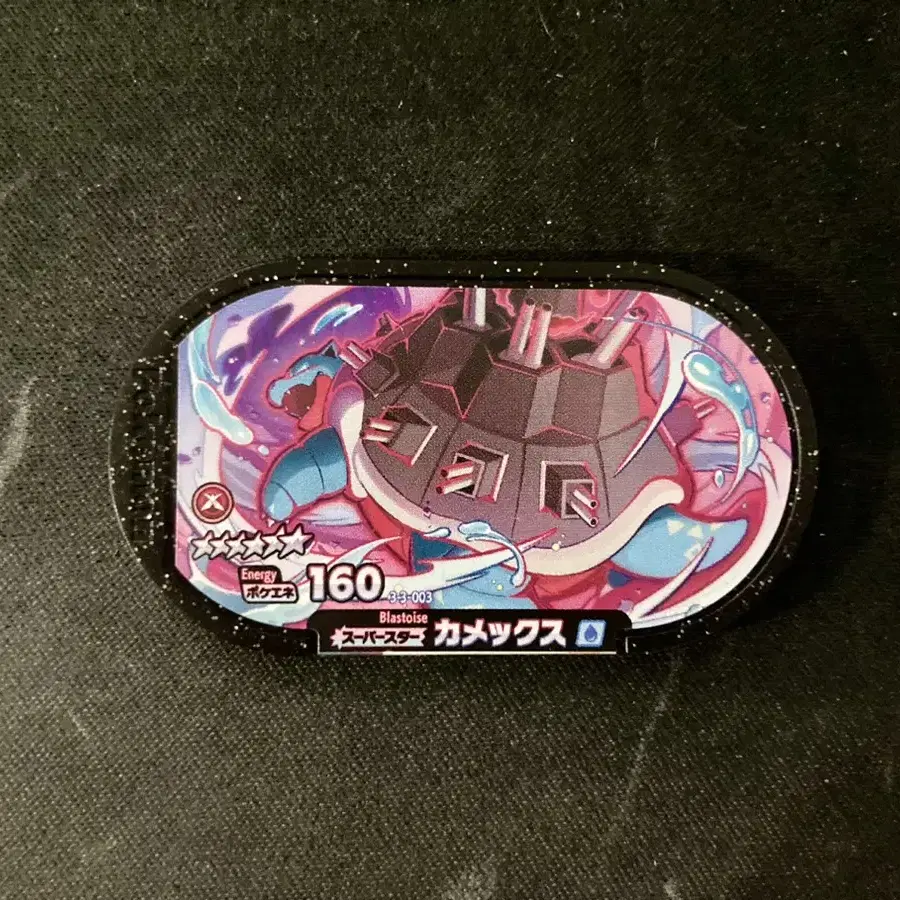 Energy
ポケエネ 160
3-3-003
Blastoise
スーパースター カメックス